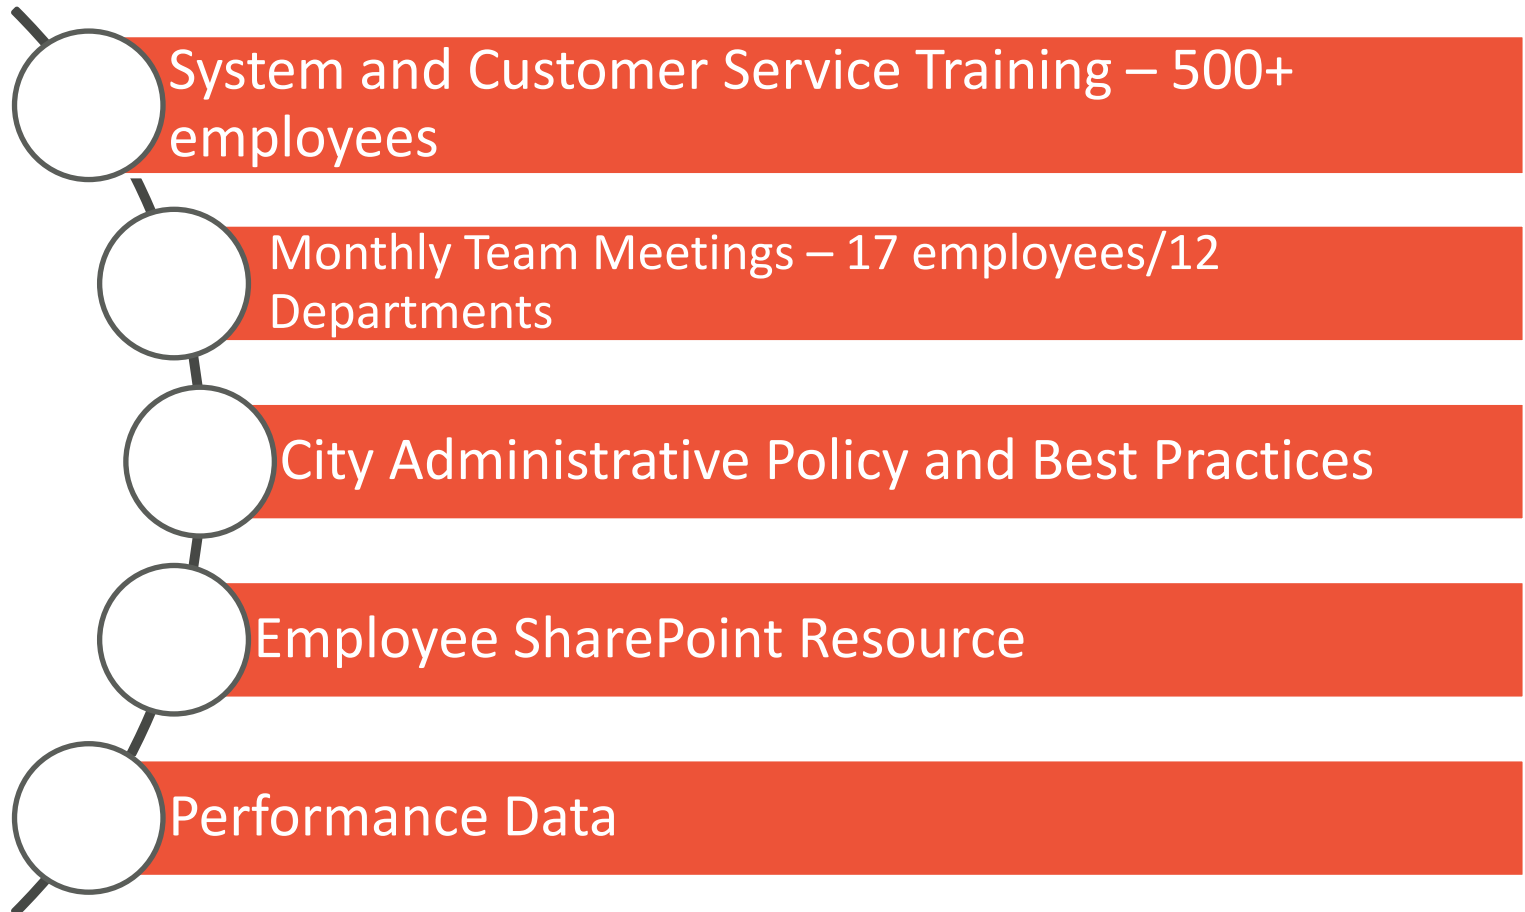 System and Customer Service Training – 500+
employees
Monthly Team Meetings – 17 employees/12
Departments
City Administrative Policy and Best Practices
Employee SharePoint Resource
Performance Data